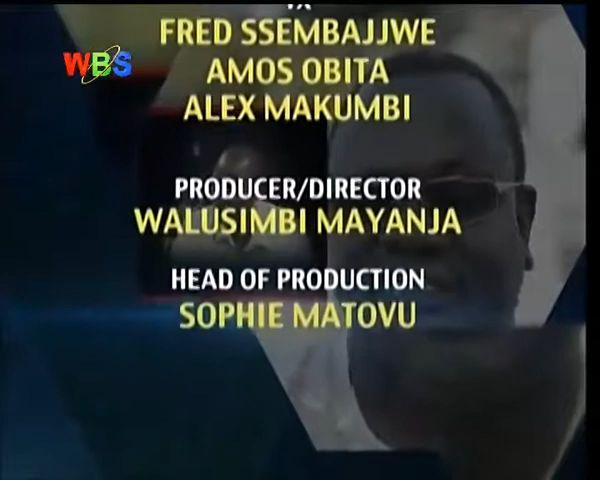 FRED SSEMBAJJWE
WBS
AMOS OBITA
ALEX MAKUMBI
PRODUCER/DIRECTOR
WALUSIMBI MAYANJA
HEAD OF PRODUCTION
SOPHIE MATOVU